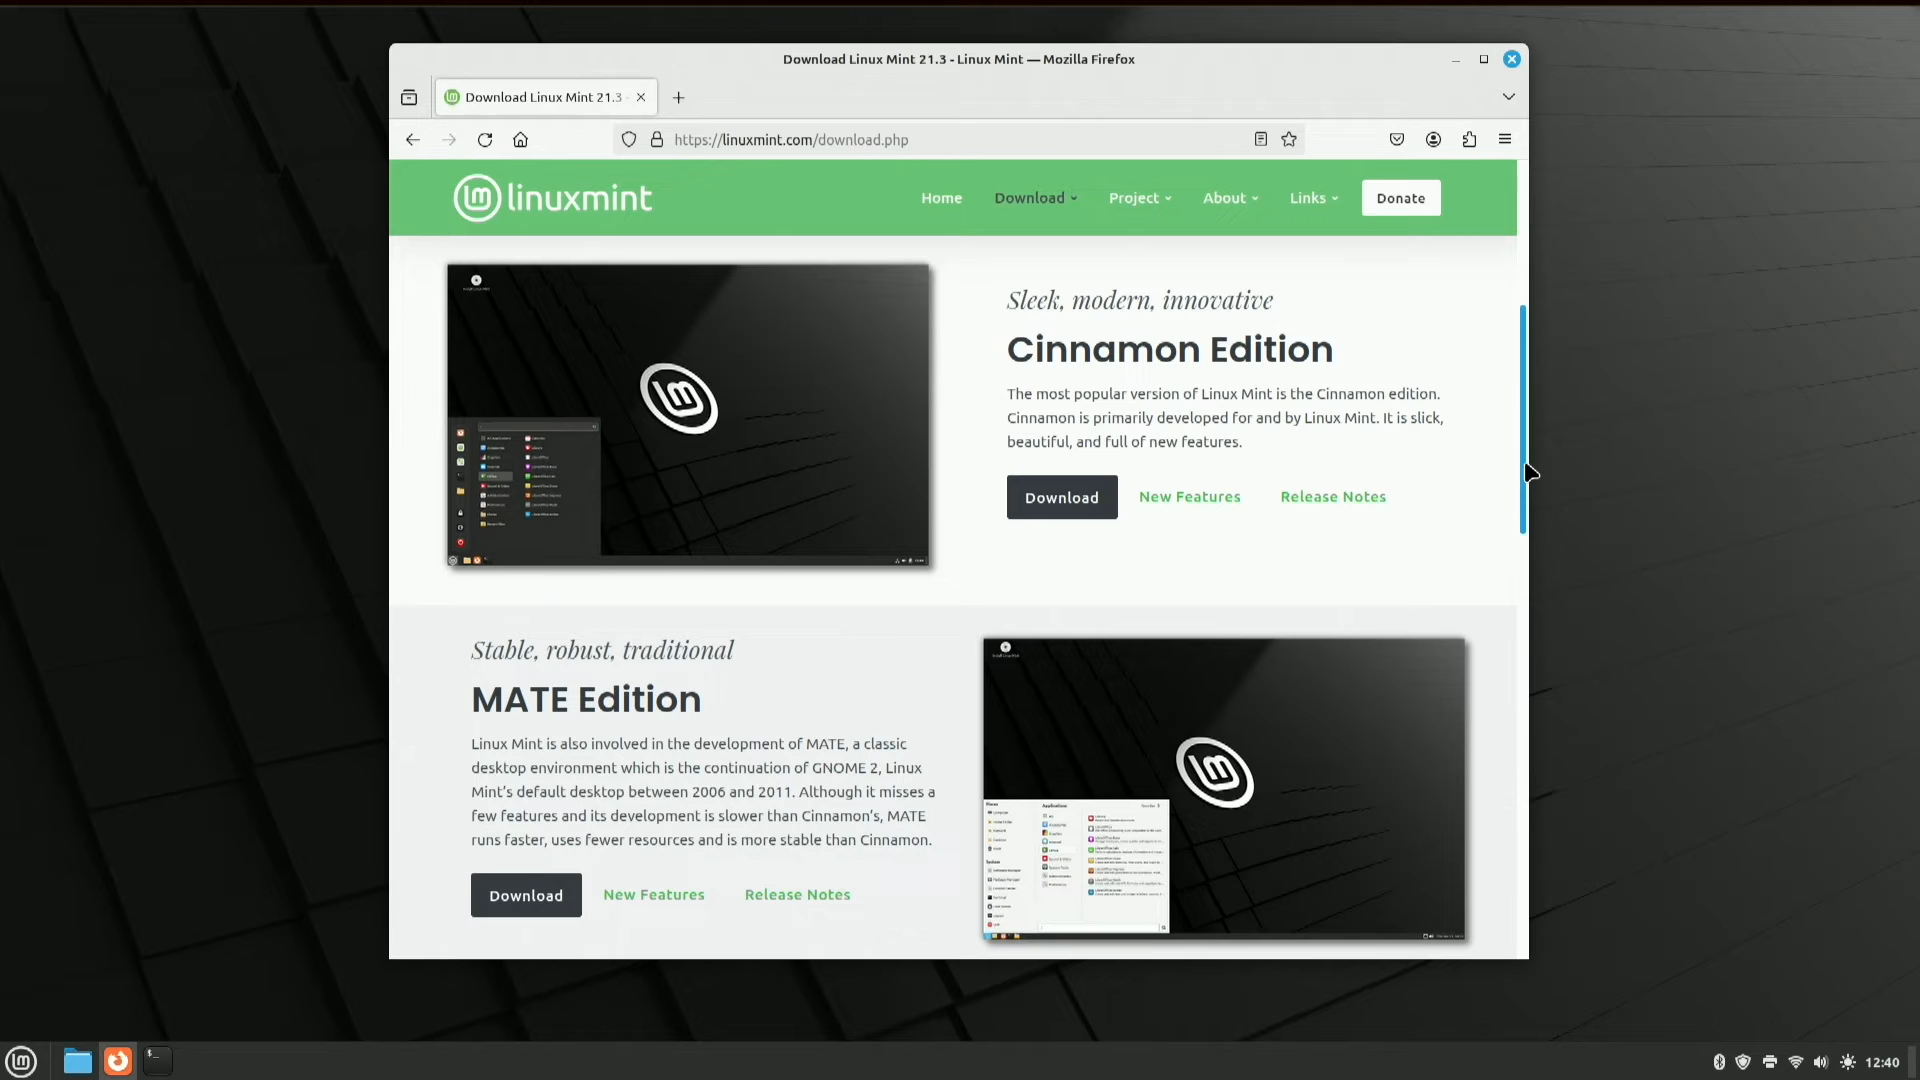 Download Linux Mint 21.3 - Linux Mint — Mozilla Firefox
Download Linux Mint 21.3
https://linuxmint.com/download.php
linuxmint
Home Download Project About Links Donate
Sleek, modern, innovative
Cinnamon Edition
The most popular version of Linux Mint is the Cinnamon edition.
Cinnamon is primarily developed for and by Linux Mint. It is slick,
beautiful, and full of new features.
Download New Features Release Notes
Stable, robust, traditional
MATE Edition
Linux Mint is also involved in the development of MATE, a classic
desktop environment which is the continuation of GNOME 2, Linux
Mint’s default desktop between 2006 and 2011. Although it misses a
few features and its development is slower than Cinnamon’s, MATE
runs faster, uses fewer resources and is more stable than Cinnamon.
Download New Features Release Notes
12:40